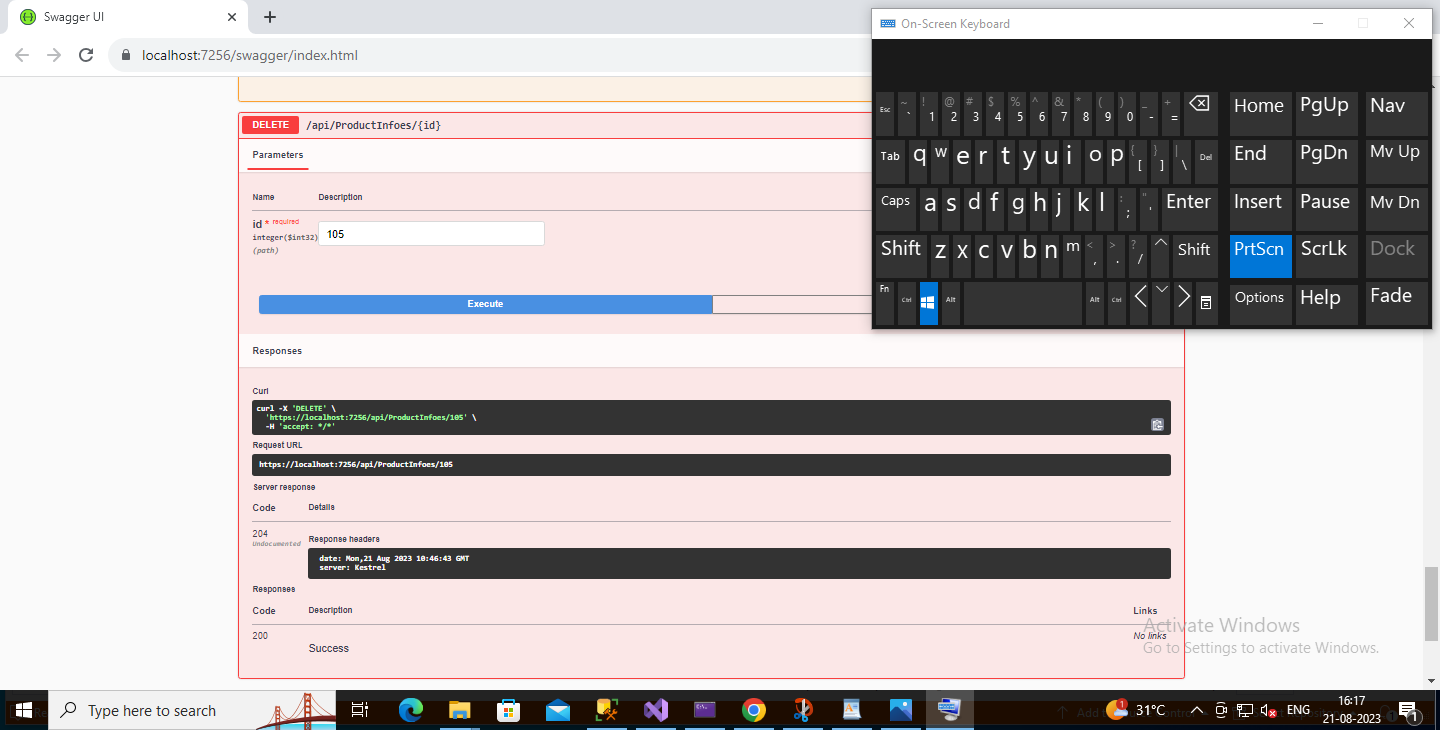 Swagger UI
localhost:7256/swagger/index.html
On-Screen Keyboard
Esc ~ ` ! 1 @ 2 # 3 $ 4 % 5 ^ 6 & 7 * 8 ( 9 ) 0 _ - + = Home PgUp Nav
Tab q w e r t y u i o p { [ } ] | \ Del End PgDn Mv Up
Caps a s d f g h j k l : ; " ' Enter Insert Pause Mv Dn
Shift z x c v b n m < , > . ? / Shift PrtScn ScrLk Dock
Fn Ctrl Alt Alt Ctrl Options Help Fade
DELETE /api/ProductInfoes/{id}
Parameters
Name Description
id * required
integer($int32)
(path)
105
Execute
Responses
Curl
curl -X 'DELETE' \
'https://localhost:7256/api/ProductInfoes/105' \
-H 'accept: */*'
Request URL
https://localhost:7256/api/ProductInfoes/105
Server response
Code Details
204
Undocumented
Response headers
date: Mon,21 Aug 2023 10:46:43 GMT
server: Kestrel
Responses
Code Description Links
200
Success
No links
Activate Windows
Go to Settings to activate Windows.
Type here to search
1
31°C
ENG
16:17
21-08-2023
1